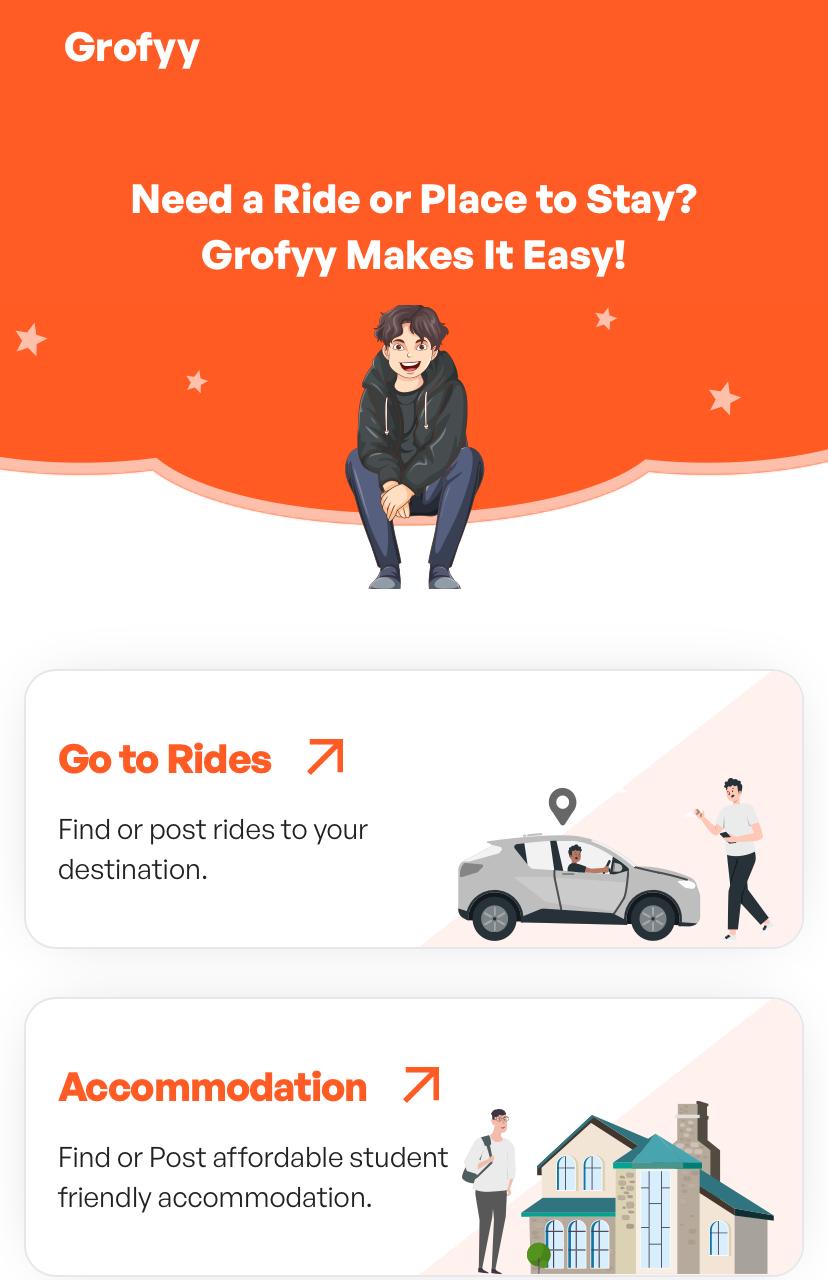 Grofyy
Need a Ride or Place to Stay?
Grofyy Makes It Easy!
Go to Rides
Find or post rides to your
destination.
Accommodation
Find or Post affordable student
friendly accommodation.